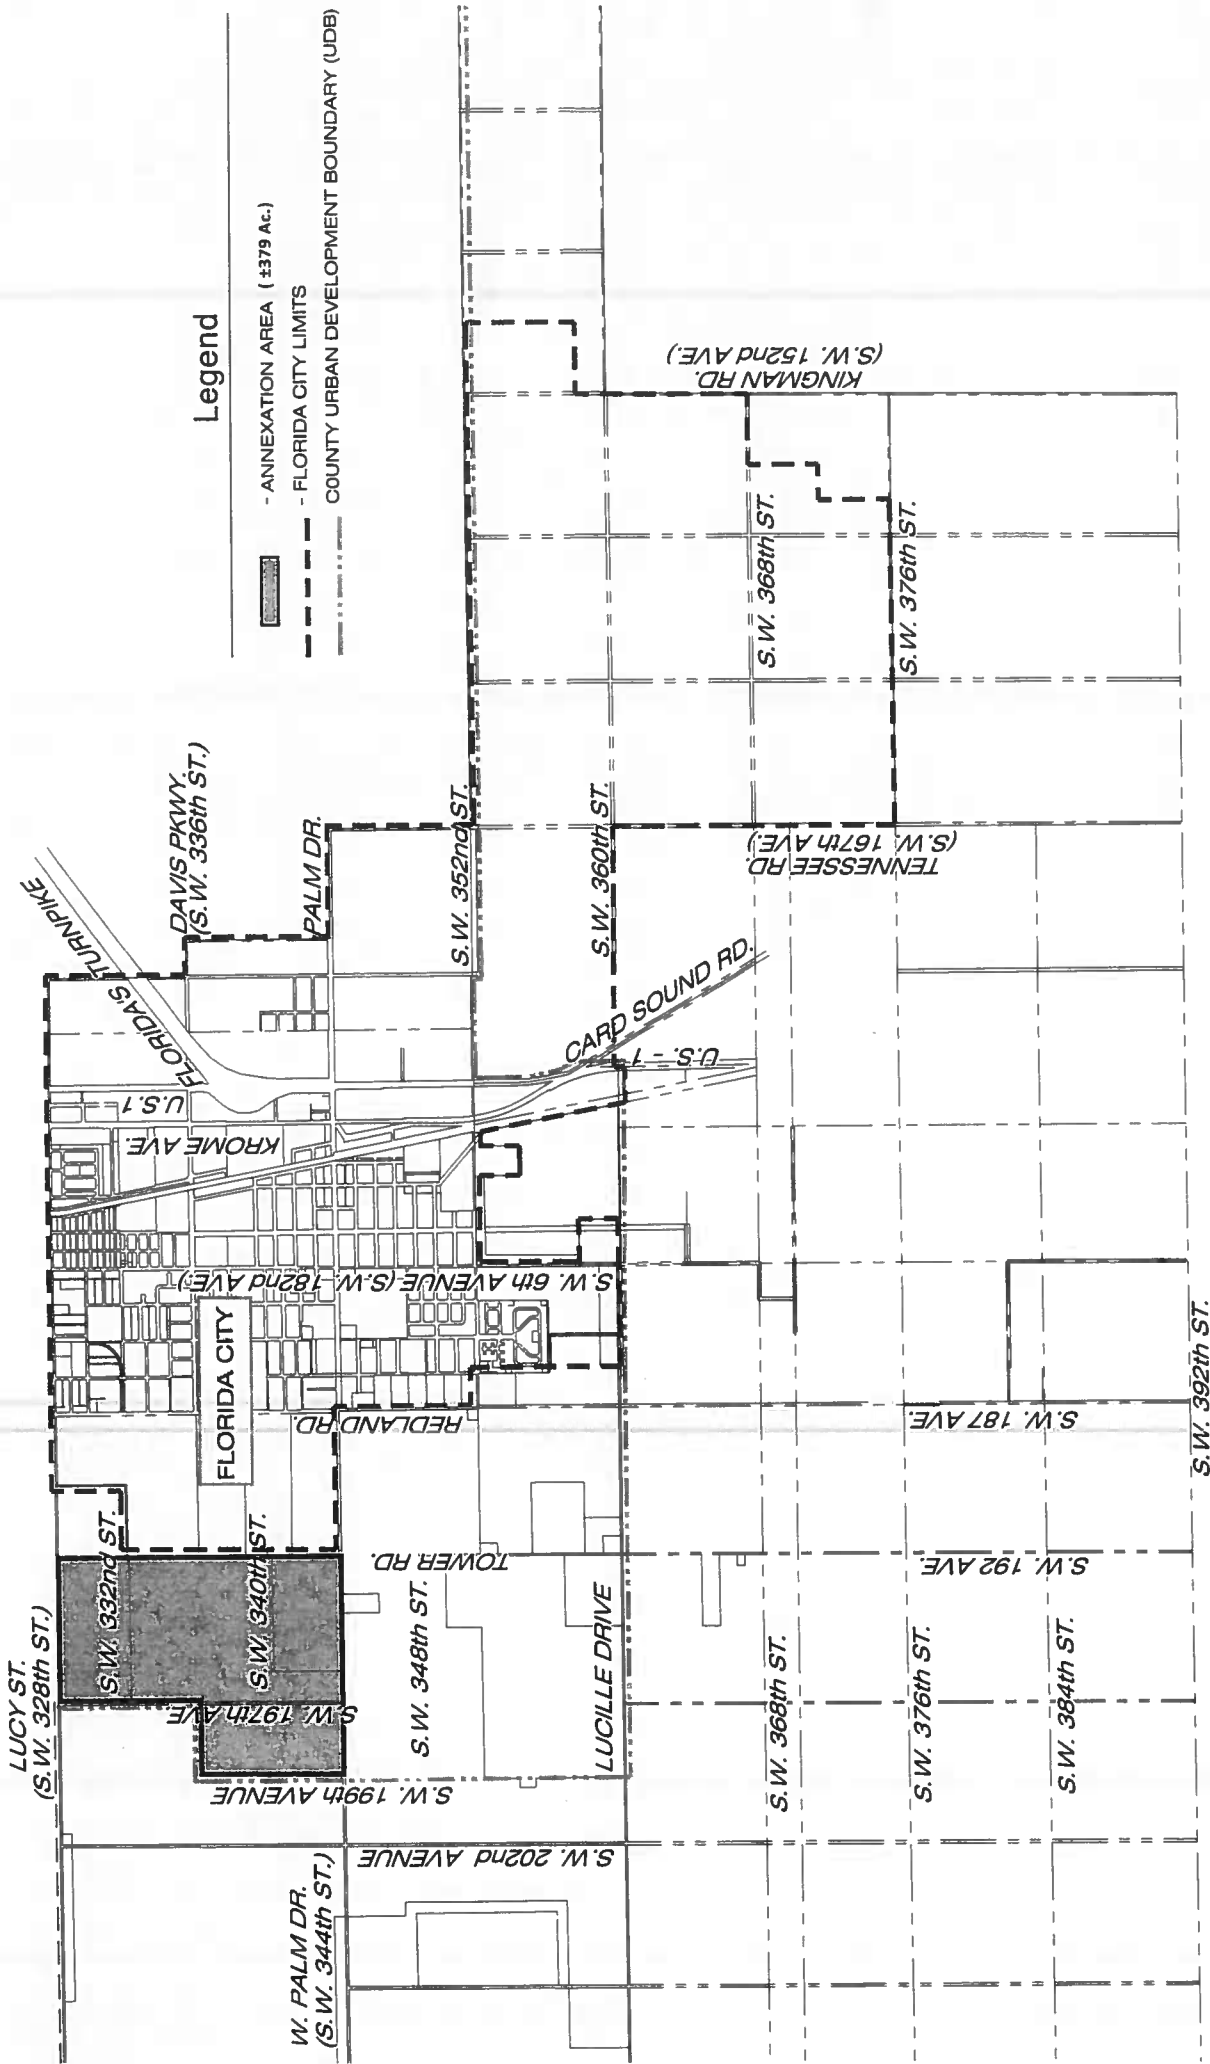 Legend
- ANNEXATION AREA (±379 Ac.)
- FLORIDA CITY LIMITS
COUNTY URBAN DEVELOPMENT BOUNDARY (UDB)
LUCY ST.
(S.W. 328th ST.)
S.W. 332nd ST.
FLORIDA CITY
KROME AVE.
U.S.1
FLORIDA'S TURNPIKE
DAVIS PKWY.
(S.W. 336th ST.)
S.W. 197th AVE
S.W. 340th ST.
PALM DR.
W. PALM DR.
(S.W. 344th ST.)
S.W. 199th AVENUE
S.W. 202nd AVENUE
S.W. 348th ST.
TOWER RD.
REDLAND RD.
S.W. 6th AVENUE (S.W. 182nd AVE.)
S.W. 352nd ST.
LUCILLE DRIVE
CARD SOUND RD.
U.S. - 1
S.W. 360th ST.
TENNESSEE RD.
(S.W. 167th AVE.)
KINGMAN RD.
(S.W. 152nd AVE.)
S.W. 368th ST.
S.W. 376th ST.
S.W. 368th ST.
S.W. 376th ST.
S.W. 384th ST.
S.W. 192 AVE.
S.W. 187 AVE.
S.W. 392th ST.